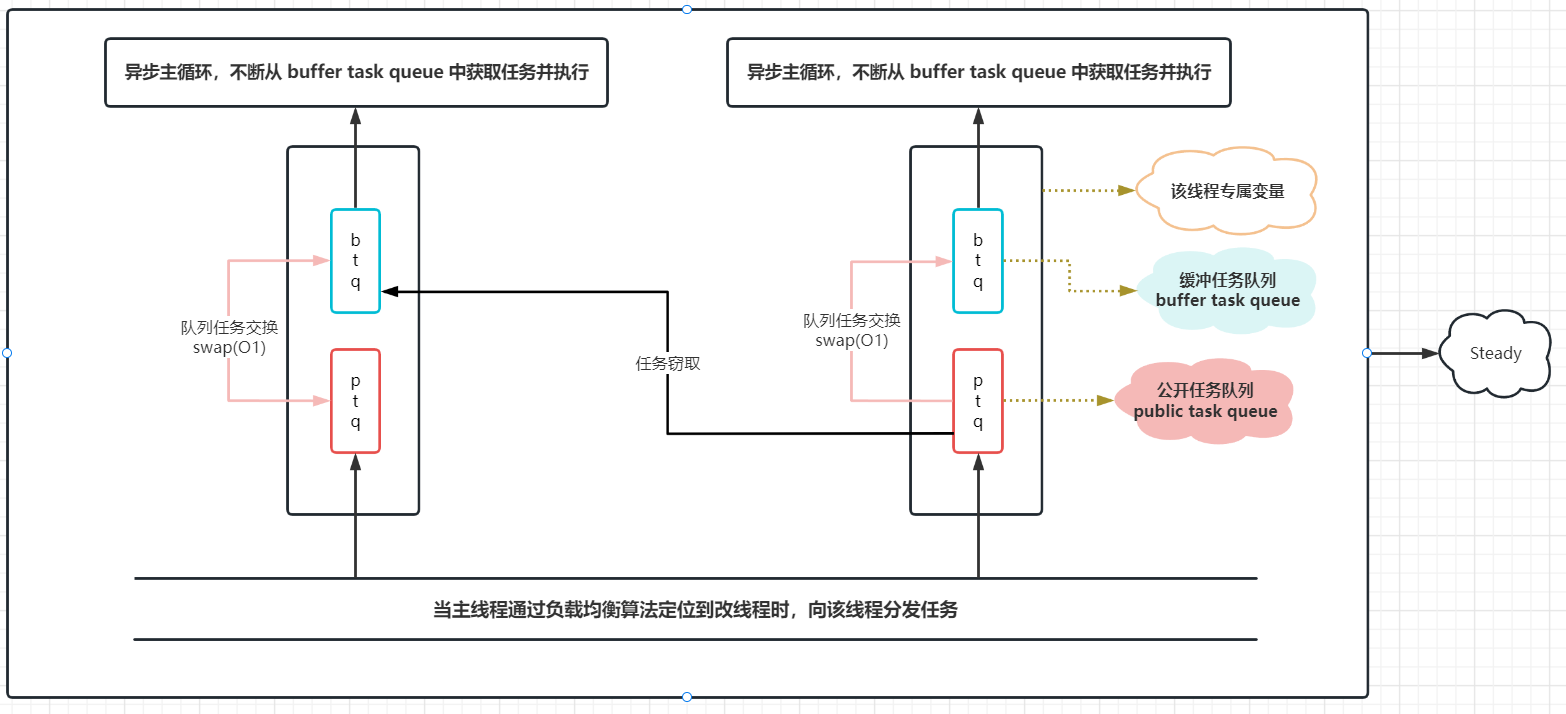 异步主循环，不断从 buffer task queue 中获取任务并执行
异步主循环，不断从 buffer task queue 中获取任务并执行
b
t
q
b
t
q
该线程专属变量
缓冲任务队列
buffer task queue
队列任务交换
swap(O1)
队列任务交换
swap(O1)
任务窃取
p
t
q
p
t
q
公开任务队列
public task queue
Steady
当主线程通过负载均衡算法定位到改线程时，向该线程分发任务